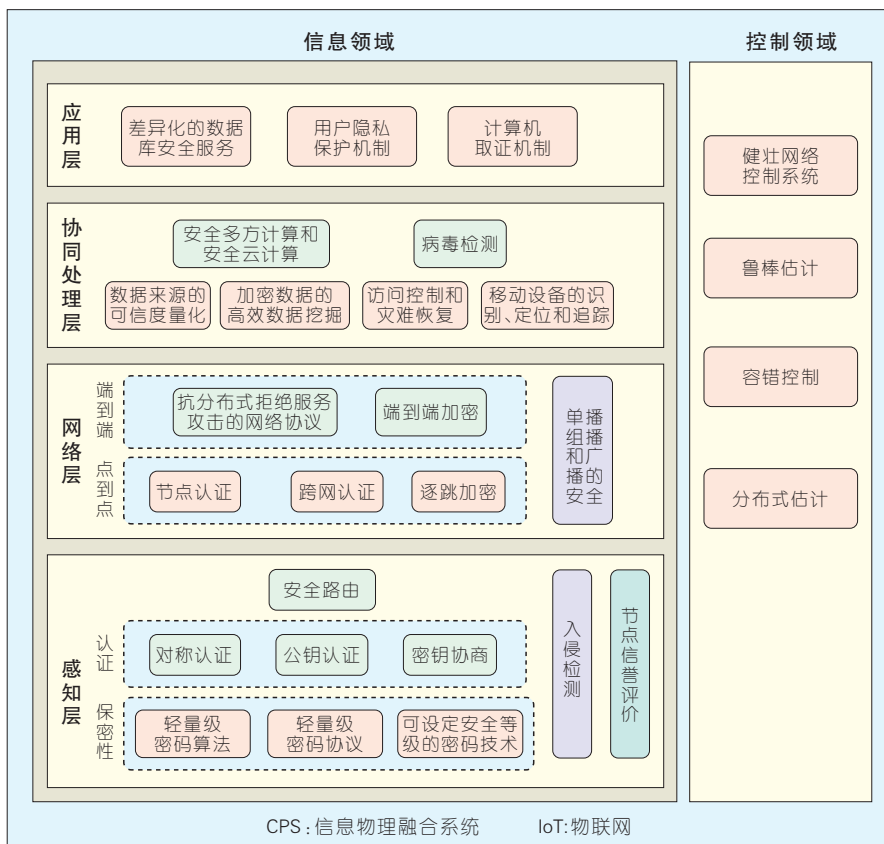 信息领域
控制领域
应用层
差异化的数据
库安全服务
用户隐私
保护机制
计算机
取证机制
协同处理层
安全多方计算和
安全云计算
病毒检测
数据来源的
可信度量化
加密数据的
高效数据挖掘
访问控制和
灾难恢复
移动设备的识
别、定位和追踪
网络层
端到端
抗分布式拒绝服务
攻击的网络协议
端到端加密
点到点
节点认证
跨网认证
逐跳加密
单播
组播
和广
播的
安全
感知层
安全路由
认证
对称认证
公钥认证
密钥协商
保密性
轻量级
密码算法
轻量级
密码协议
可设定安全等
级的密码技术
入侵检测
节点信誉评价
健壮网络
控制系统
鲁棒估计
容错控制
分布式估计
CPS:信息物理融合系统
IoT:物联网